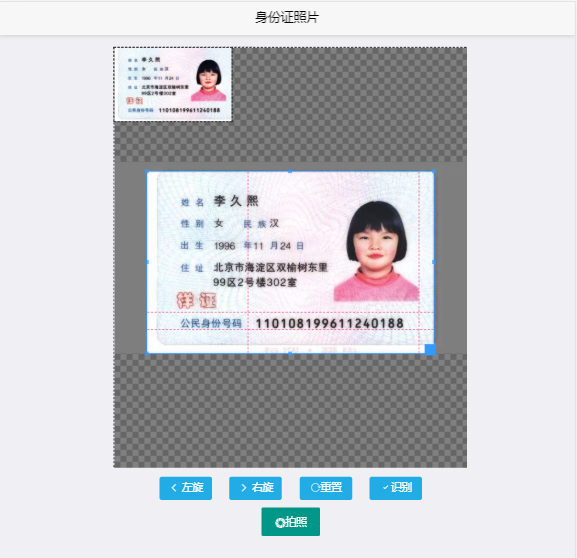 身份证照片
姓名 李久熙
性别 女 民族 汉
出生 1996 年 11 月 24 日
住址 北京市海淀区双榆树东里
99区2号楼302室
样证
公民身份号码 110108199611240188
姓名 李久熙
性别 女 民族 汉
出生 1996 年 11 月 24 日
住址 北京市海淀区双榆树东里
99区2号楼302室
样证
公民身份号码 110108199611240188
左旋 右旋 重置 识别
拍照